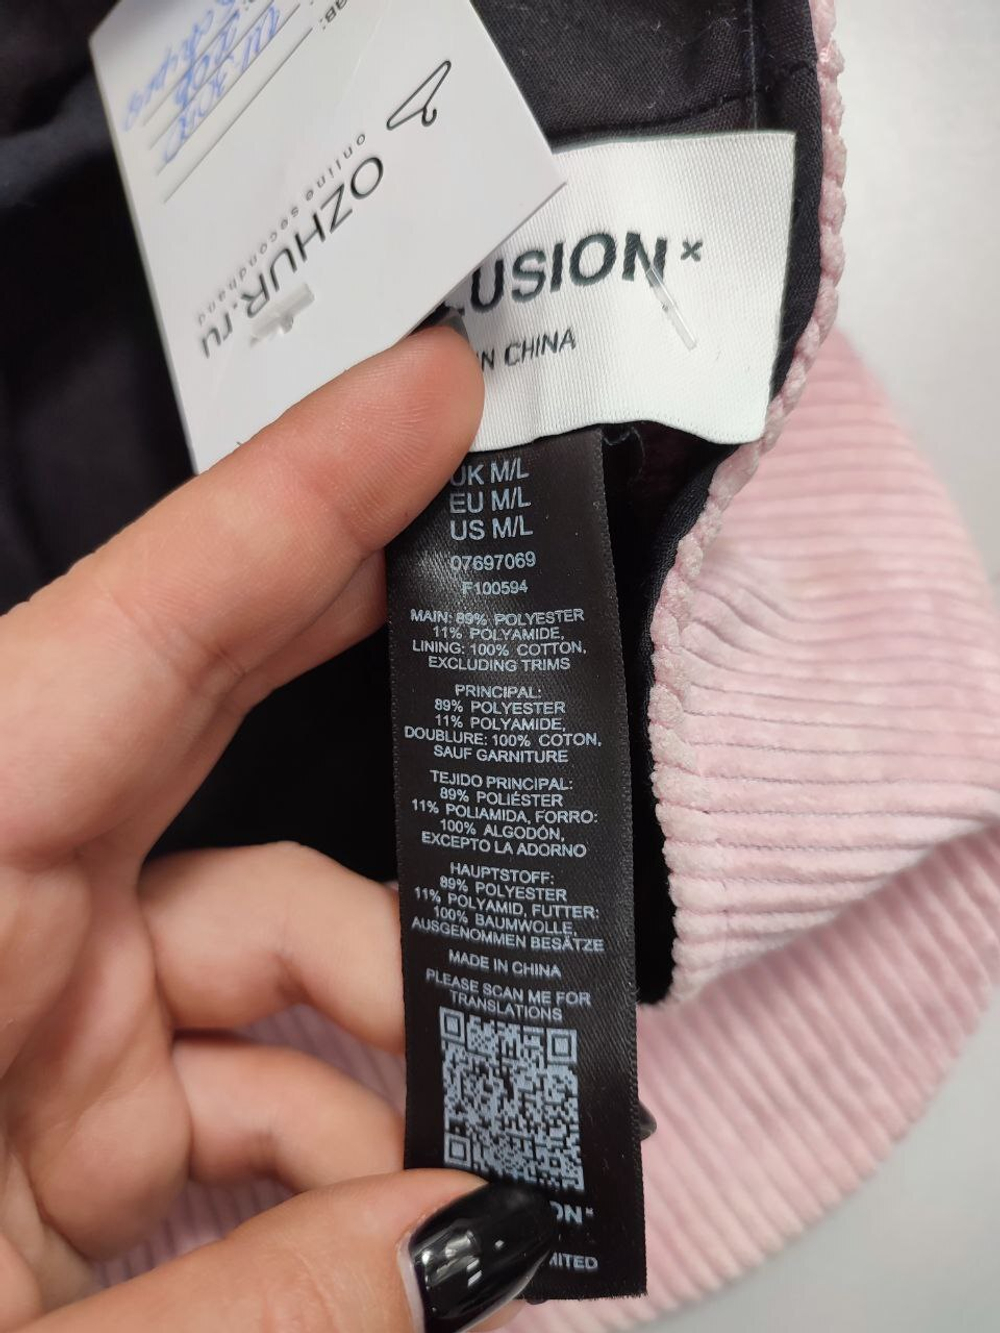 OZHUR.ru
online secondhand
LUSION×
IN CHINA
UK M/L
EU M/L
US M/L
07697069
F100594
MAIN: 89% POLYESTER
11% POLYAMIDE,
LINING: 100% COTTON,
EXCLUDING TRIMS
PRINCIPAL:
89% POLYESTER
11% POLYAMIDE,
DOUBLURE: 100% COTON,
SAUF GARNITURE
TEJIDO PRINCIPAL:
89% POLIÉSTER
11% POLIAMIDA, FORRO:
100% ALGODÓN,
EXCEPTO LA ADORNO
HAUPTSTOFF:
89% POLYESTER
11% POLYAMID, FUTTER:
100% BAUMWOLLE,
AUSGENOMMEN BESÄTZE
MADE IN CHINA
PLEASE SCAN ME FOR
TRANSLATIONS
ON×
MITED